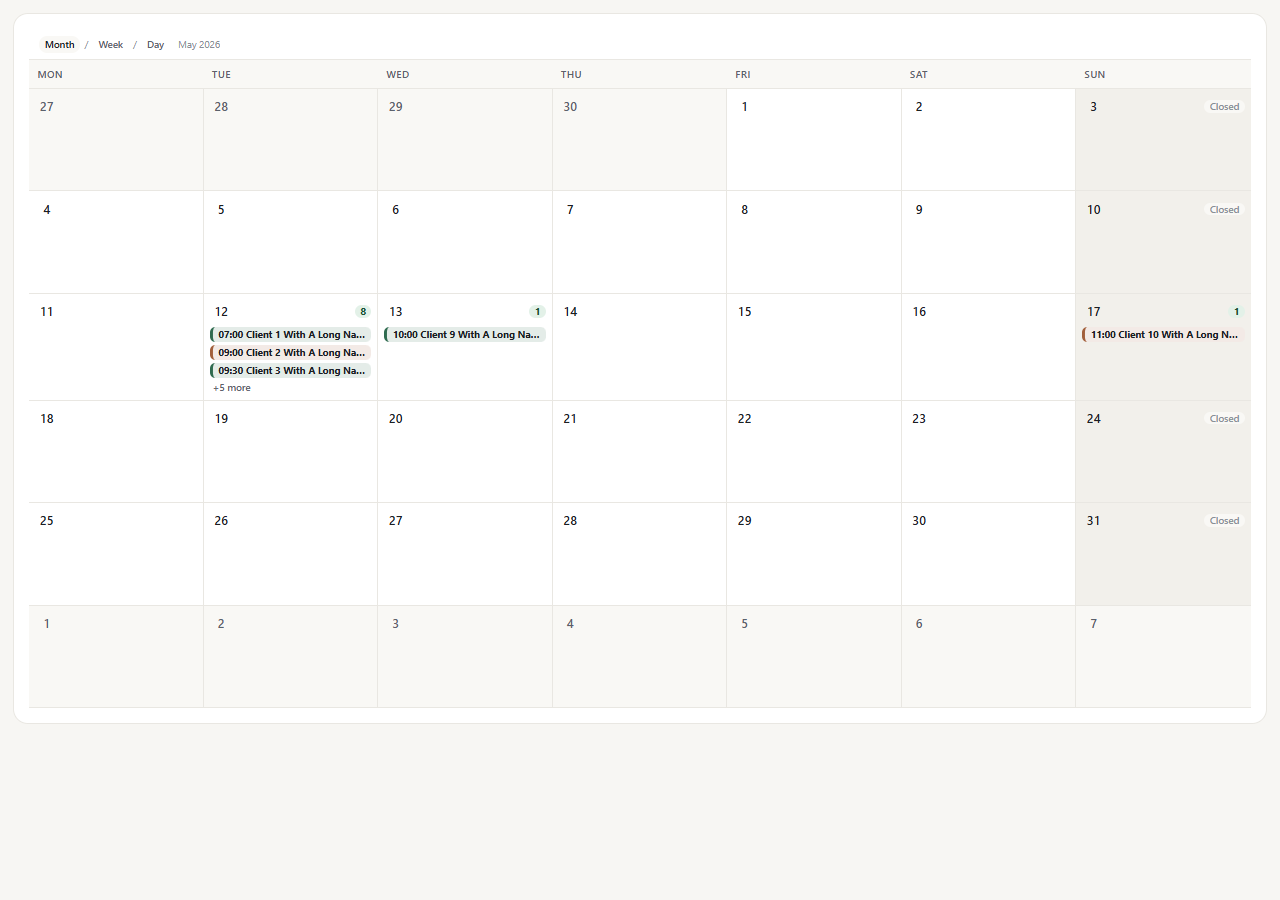 Month / Week / Day May 2026
MON TUE WED THU FRI SAT SUN
27 28 29 30 1 2 3 Closed
4 5 6 7 8 9 10 Closed
11 12 8 13 1 14 15 16 17 1
07:00 Client 1 With A Long Na... 10:00 Client 9 With A Long Na... 11:00 Client 10 With A Long N...
09:00 Client 2 With A Long Na...
09:30 Client 3 With A Long Na...
+5 more
18 19 20 21 22 23 24 Closed
25 26 27 28 29 30 31 Closed
1 2 3 4 5 6 7